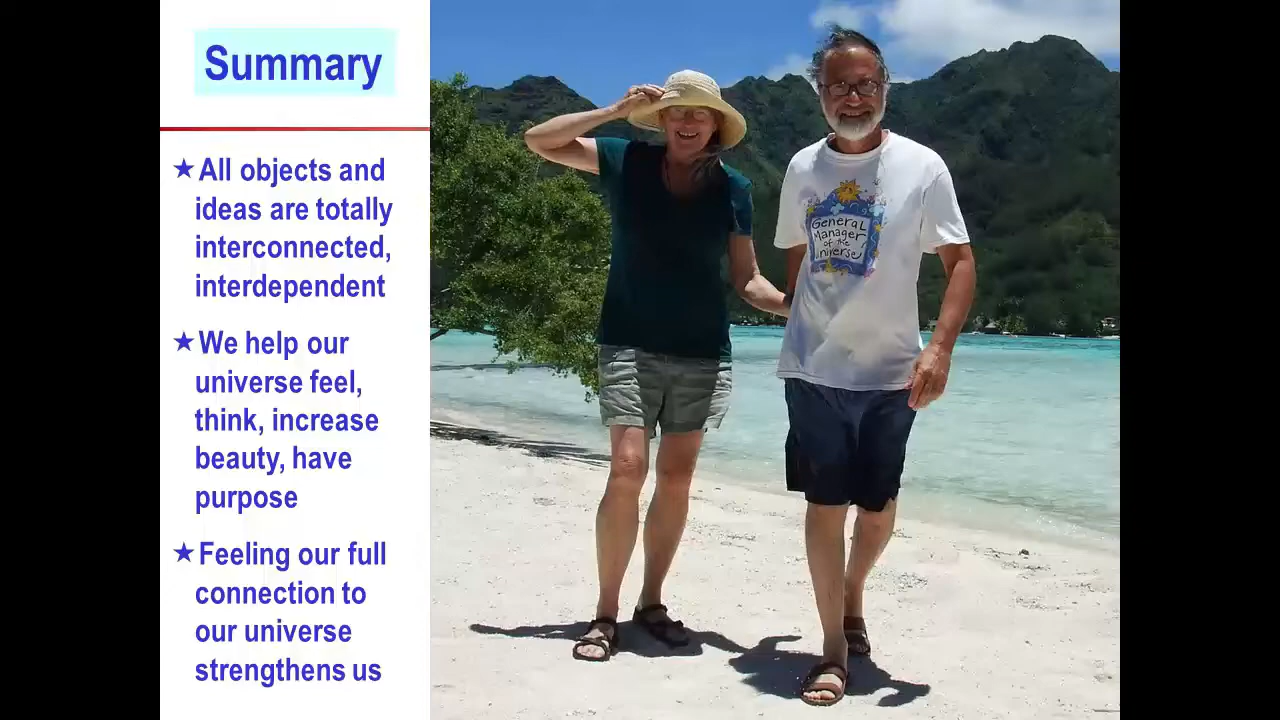 Summary
★All objects and
ideas are totally
interconnected,
interdependent
★We help our
universe feel,
think, increase
beauty, have
purpose
★Feeling our full
connection to
our universe
strengthens us
General
Manager
of the
Universe